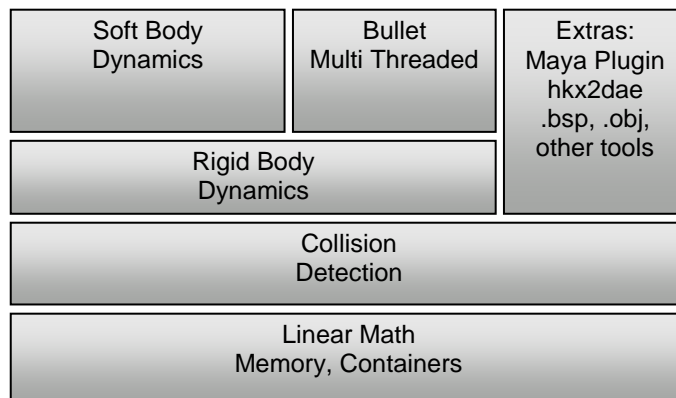 Soft Body
Dynamics
Bullet
Multi Threaded
Extras:
Maya Plugin
hkx2dae
.bsp, .obj,
other tools
Rigid Body
Dynamics
Collision
Detection
Linear Math
Memory, Containers